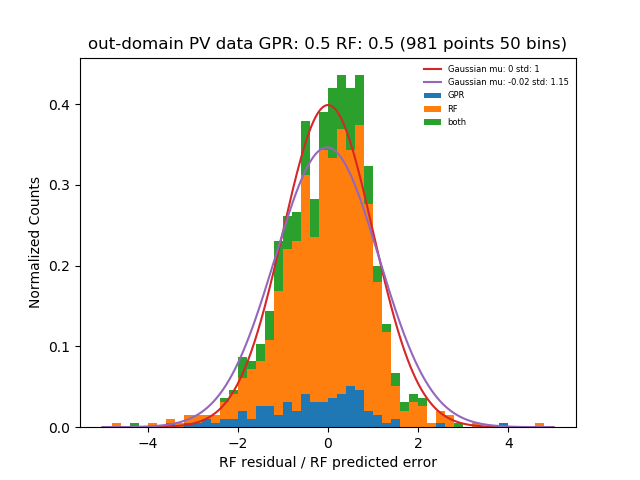 out-domain PV data GPR: 0.5 RF: 0.5 (981 points 50 bins)
Gaussian mu: 0 std: 1
Gaussian mu: -0.02 std: 1.15
GPR
RF
both
Normalized Counts
0.4
0.3
0.2
0.1
0.0
−4 −2 0 2 4
RF residual / RF predicted error